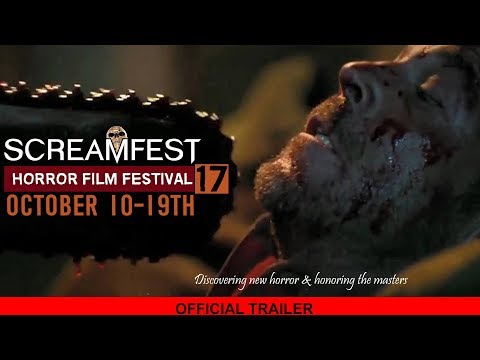 SCREAMFEST
HORROR FILM FESTIVAL 17
OCTOBER 10-19TH
Discovering new horror & honoring the masters
OFFICIAL TRAILER